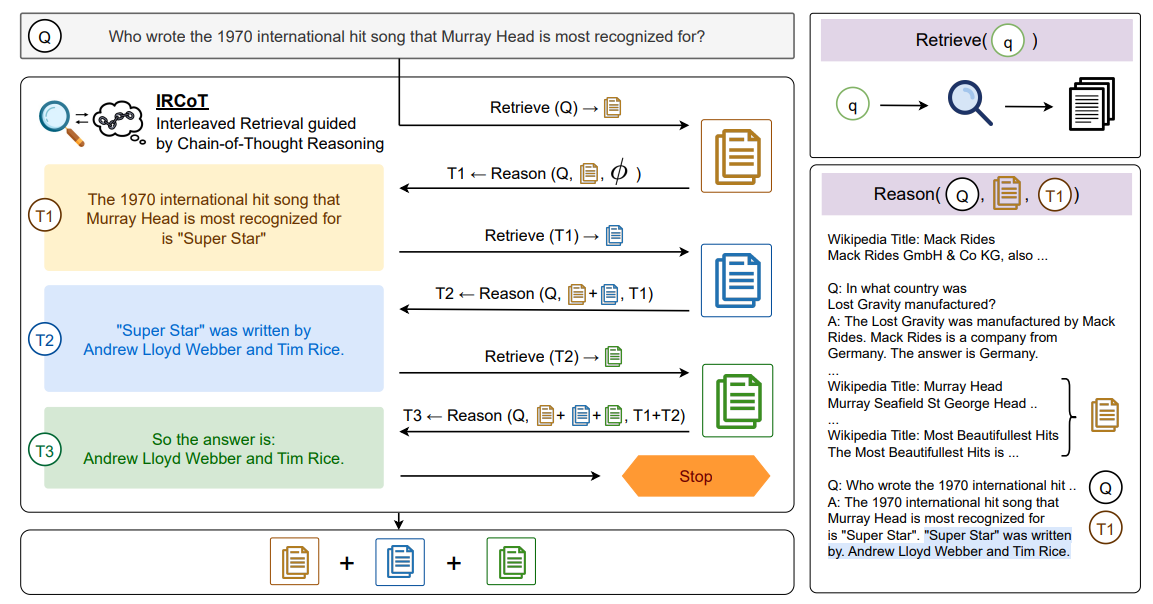 Q
Who wrote the 1970 international hit song that Murray Head is most recognized for?
IRCoT
Interleaved Retrieval guided
by Chain-of-Thought Reasoning
Retrieve (Q) →
T1 ← Reason (Q, , ϕ )
T1
The 1970 international hit song that
Murray Head is most recognized for
is "Super Star"
Retrieve (T1) →
T2 ← Reason (Q, + , T1)
T2
"Super Star" was written by
Andrew Lloyd Webber and Tim Rice.
Retrieve (T2) →
T3 ← Reason (Q, + + , T1+T2)
T3
So the answer is:
Andrew Lloyd Webber and Tim Rice.
Stop
+ +
Retrieve( q )
q
Reason( Q , , T1 )
Wikipedia Title: Mack Rides
Mack Rides GmbH & Co KG, also ...
Q: In what country was
Lost Gravity manufactured?
A: The Lost Gravity was manufactured by Mack
Rides. Mack Rides is a company from
Germany. The answer is Germany.
...
Wikipedia Title: Murray Head
Murray Seafield St George Head ..
...
Wikipedia Title: Most Beautifullest Hits
The Most Beautifullest Hits is ...
Q: Who wrote the 1970 international hit ..
Q
A: The 1970 international hit song that
Murray Head is most recognized for
T1
is "Super Star". "Super Star" was written
by. Andrew Lloyd Webber and Tim Rice.